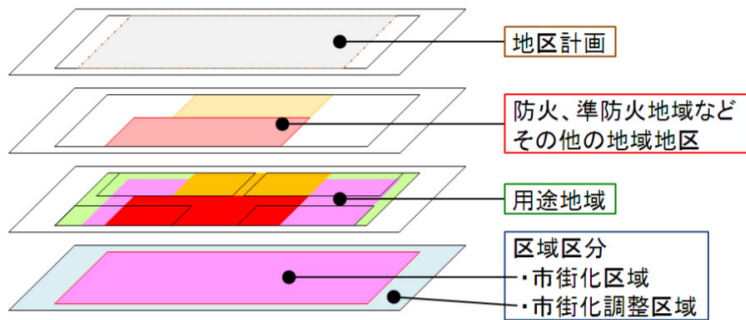 地区計画
防火、準防火地域など
その他の地域地区
用途地域
区域区分
・市街化区域
・市街化調整区域